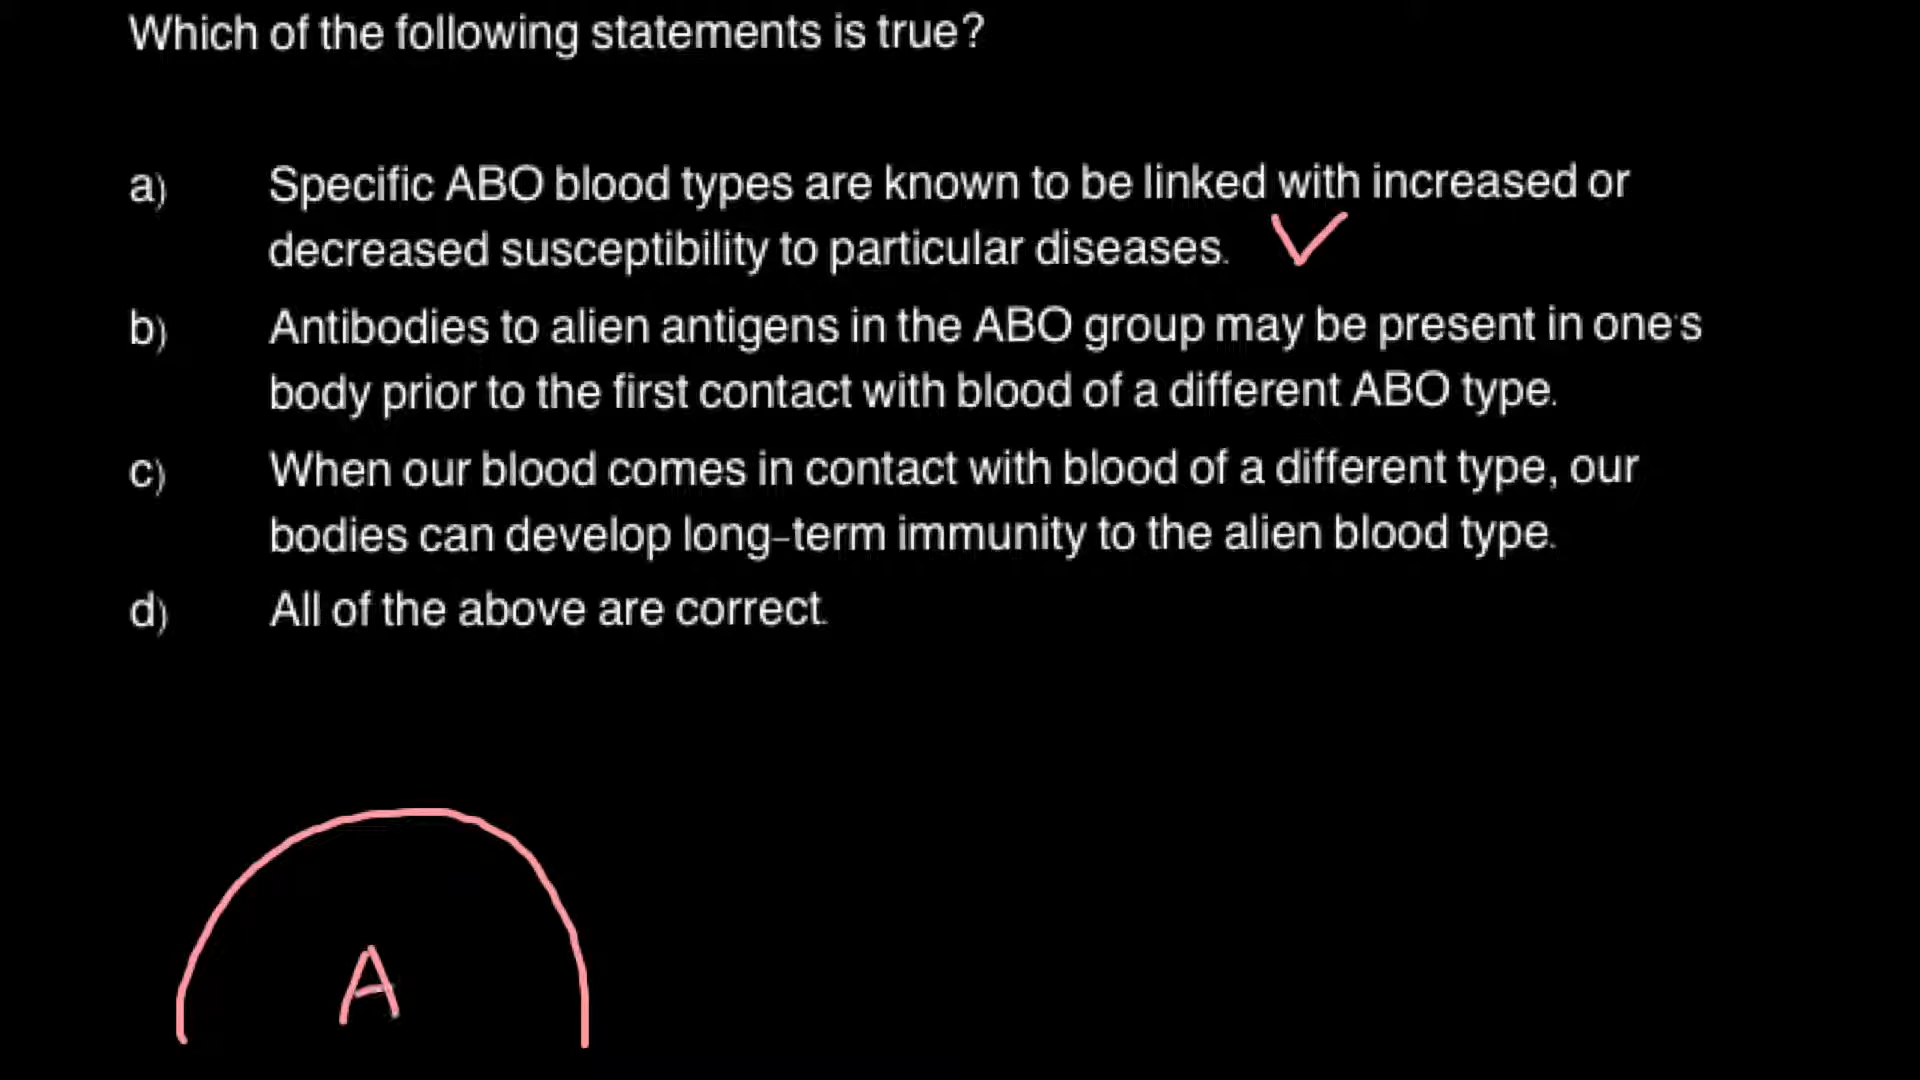 Which of the following statements is true?
a) Specific ABO blood types are known to be linked with increased or
decreased susceptibility to particular diseases.
b) Antibodies to alien antigens in the ABO group may be present in one's
body prior to the first contact with blood of a different ABO type.
c) When our blood comes in contact with blood of a different type, our
bodies can develop long-term immunity to the alien blood type.
d) All of the above are correct.
A